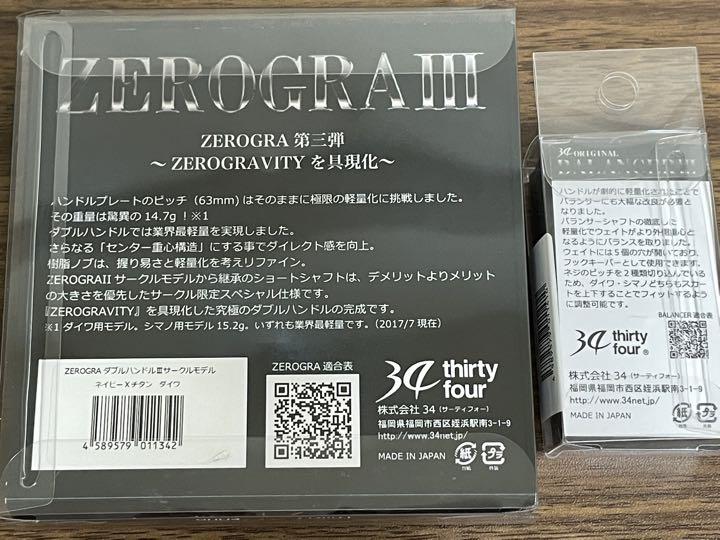 ZEROGRAIII
ZEROGRA 第三弾
～ ZEROGRAVITY を具現化～
ハンドルプレートのピッチ（63mm）はそのままに極限の軽量化に挑戦しました。
その重量は驚異の 14.7g ！※1
ダブルハンドルでは業界最軽量を実現しました。
さらなる「センター重心構造」にする事でダイレクト感を向上。
樹脂ノブは、握り易さと軽量化を考えリファイン。
ZEROGRAII サークルモデルから継承のショートシャフトは、デメリットよりメリット
の大きさを優先したサークル限定スペシャル仕様です。
『ZEROGRAVITY』を具現化した究極のダブルハンドルの完成です。
※1 ダイワ用モデル。シマノ用モデル 15.2g。いずれも業界最軽量です。（2017/7 現在）
ZEROGRA ダブルハンドルⅢサークルモデル
ネイビー X チタン　ダイワ
4 589579 011342
ZEROGRA 適合表
34 thirty
four
株式会社 34（サーティフォー）
福岡県福岡市西区姪浜駅南3-1-9
http://www.34net.jp/
MADE IN JAPAN
紙
プラ
34 ORIGINAL
BALANCER III
ハンドルが劇的に軽量化されたことで
バランサーにも大幅な改良が必要と
なりました。
バランサーシャフトの徹底した
軽量化でウェイトがより外側重心と
なるようにバランスを取りました。
ウェイトには 5 個の穴が開いており、
フックキーパーとして使用できます。
ネジのピッチを 2 種類切り込んでいる
ため、ダイワ・シマノどちらもスカー
トを上下することでフィットするよう
に調整可能です。
BALANCER 適合表
34 thirty
four®
株式会社 34（サーティフォー）
福岡県福岡市西区姪浜駅南3-1-9
http://www.34net.jp/
MADE IN JAPAN
紙
プラ